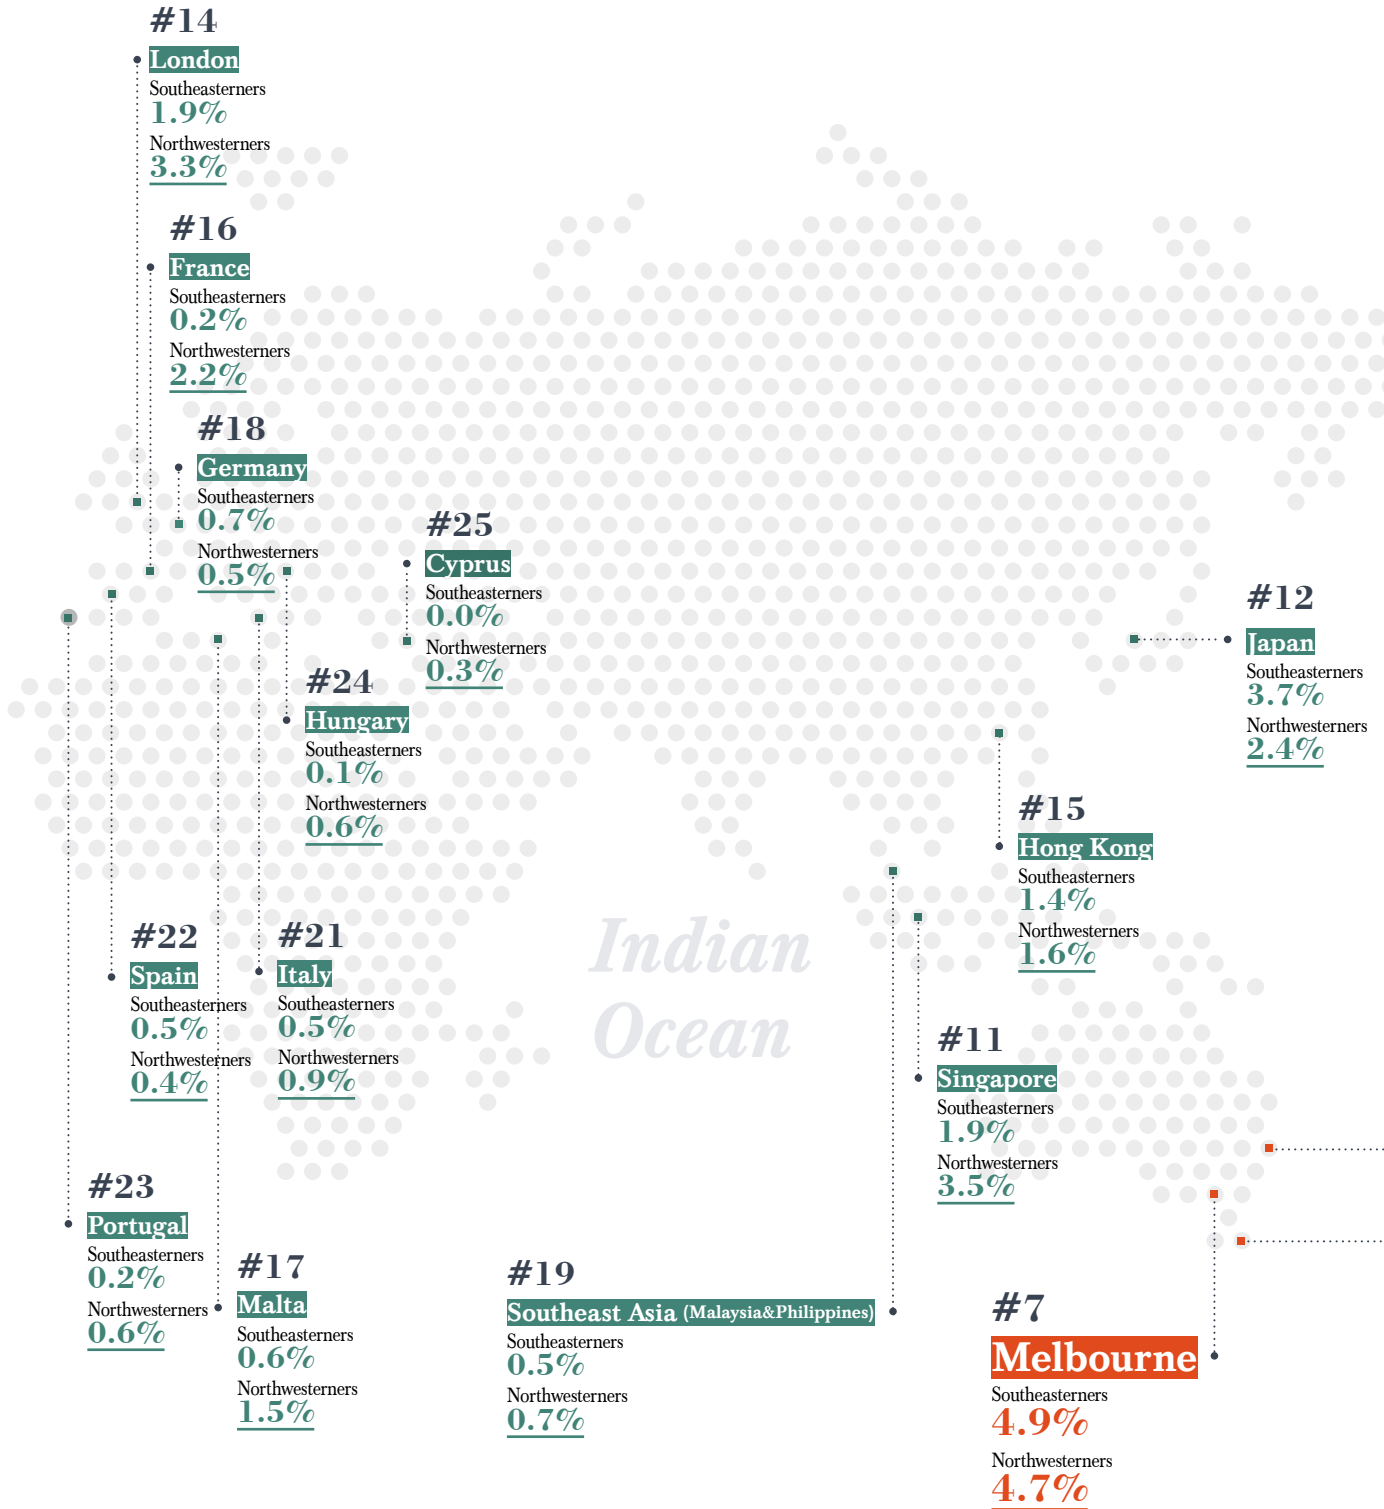 #14
London
Southeasterners
1.9%
Northwesterners
3.3%
#16
France
Southeasterners
0.2%
Northwesterners
2.2%
#18
Germany
Southeasterners
0.7%
Northwesterners
0.5%
#25
Cyprus
Southeasterners
0.0%
Northwesterners
0.3%
#12
Japan
Southeasterners
3.7%
Northwesterners
2.4%
#24
Hungary
Southeasterners
0.1%
Northwesterners
0.6%
#15
Hong Kong
Southeasterners
1.4%
Northwesterners
1.6%
#22
Spain
Southeasterners
0.5%
Northwesterners
0.4%
#21
Italy
Southeasterners
0.5%
Northwesterners
0.9%
Indian
Ocean
#11
Singapore
Southeasterners
1.9%
Northwesterners
3.5%
#23
Portugal
Southeasterners
0.2%
Northwesterners
0.6%
#17
Malta
Southeasterners
0.6%
Northwesterners
1.5%
#19
Southeast Asia (Malaysia&Philippines)
Southeasterners
0.5%
Northwesterners
0.7%
#7
Melbourne
Southeasterners
4.9%
Northwesterners
4.7%